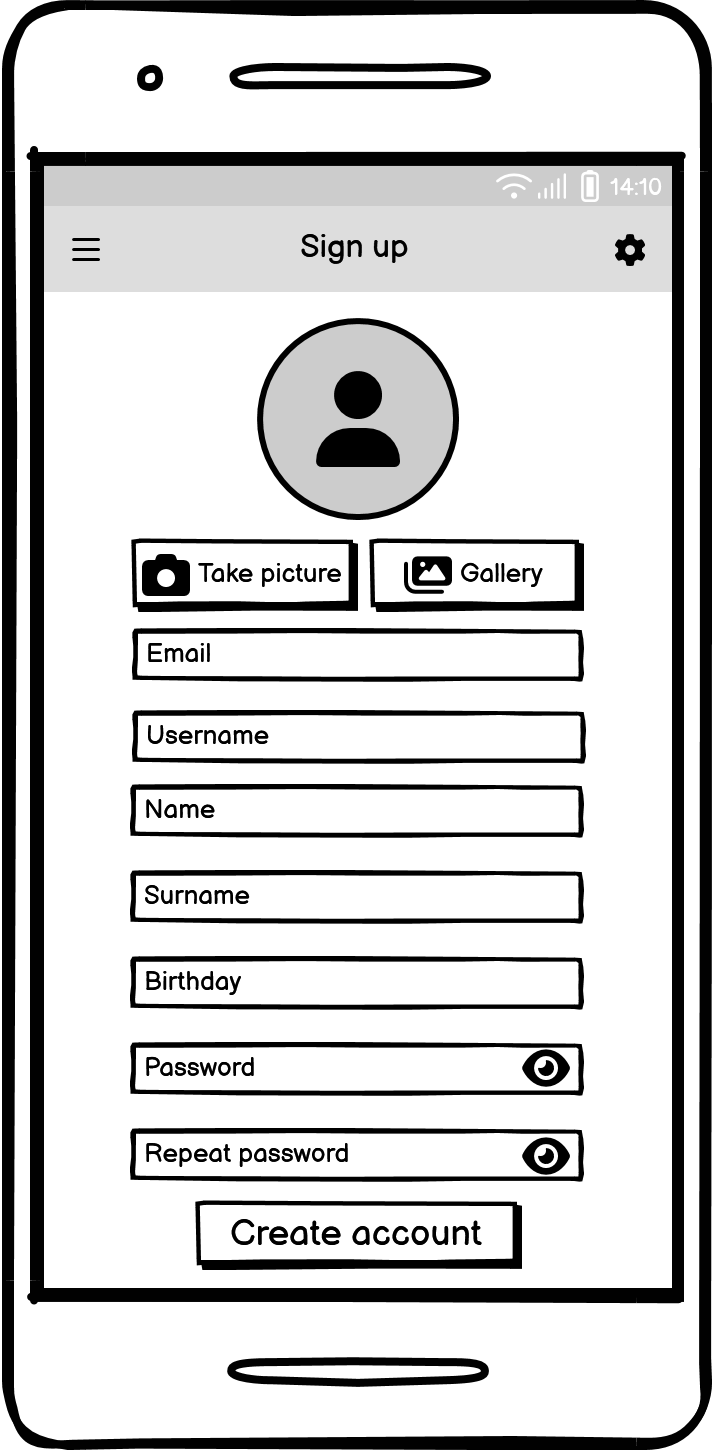 14:10
Sign up
Take picture
Gallery
Email
Username
Name
Surname
Birthday
Password
Repeat password
Create account